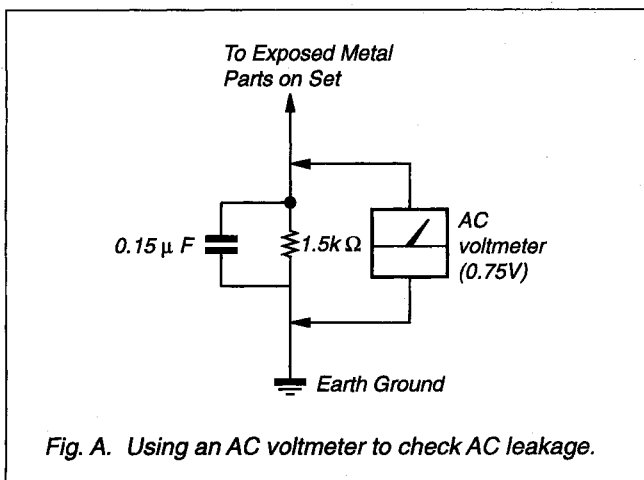 To Exposed Metal
Parts on Set
0.15 μ F
1.5k Ω
AC
voltmeter
(0.75V)
Earth Ground
Fig. A. Using an AC voltmeter to check AC leakage.